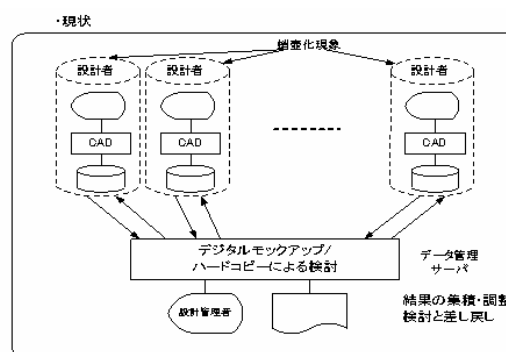 ・現状
蛸壺化現象
設計者
設計者
設計者
CAD
CAD
CAD
デジタルモックアップ/
ハードコピーによる検討
データ管理
サーバ
設計管理者
結果の集積・調整
検討と差し戻し